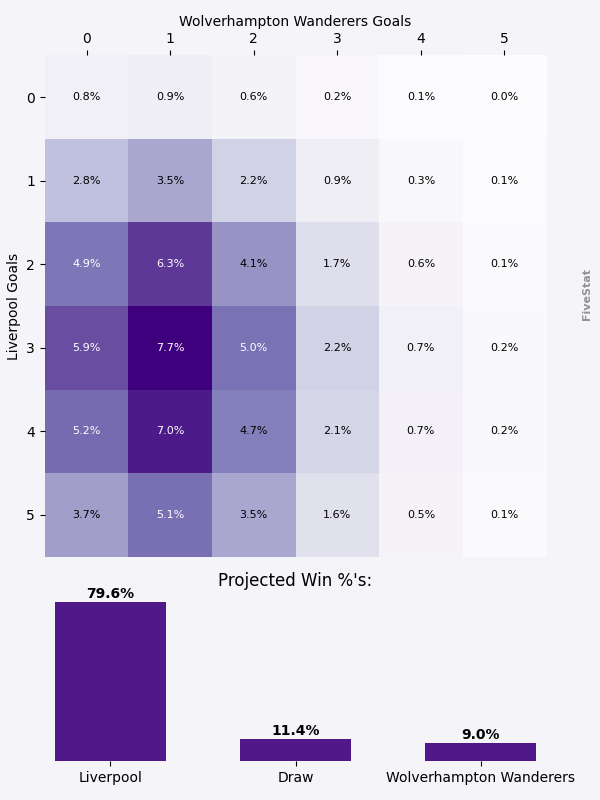 Wolverhampton Wanderers Goals
0 1 2 3 4 5
0 0.8% 0.9% 0.6% 0.2% 0.1% 0.0%
1 2.8% 3.5% 2.2% 0.9% 0.3% 0.1%
2 4.9% 6.3% 4.1% 1.7% 0.6% 0.1%
3 5.9% 7.7% 5.0% 2.2% 0.7% 0.2%
4 5.2% 7.0% 4.7% 2.1% 0.7% 0.2%
5 3.7% 5.1% 3.5% 1.6% 0.5% 0.1%
Liverpool Goals
FiveStat
Projected Win %'s:
79.6% 11.4% 9.0%
Liverpool Draw Wolverhampton Wanderers